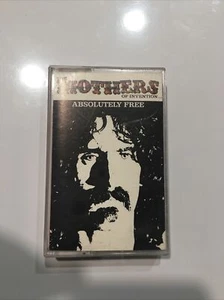 MOTHERS
OF INVENTION
ABSOLUTELY FREE